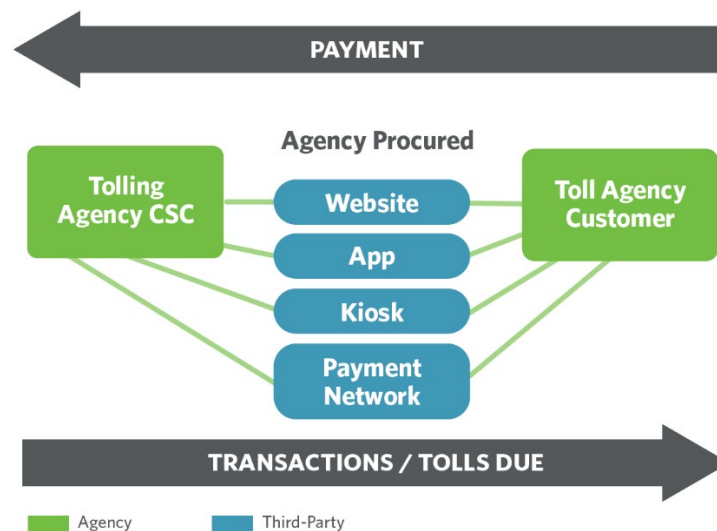 PAYMENT
Agency Procured
Tolling
Agency CSC
Website
App
Kiosk
Payment
Network
Toll Agency
Customer
TRANSACTIONS / TOLLS DUE
Agency
Third-Party